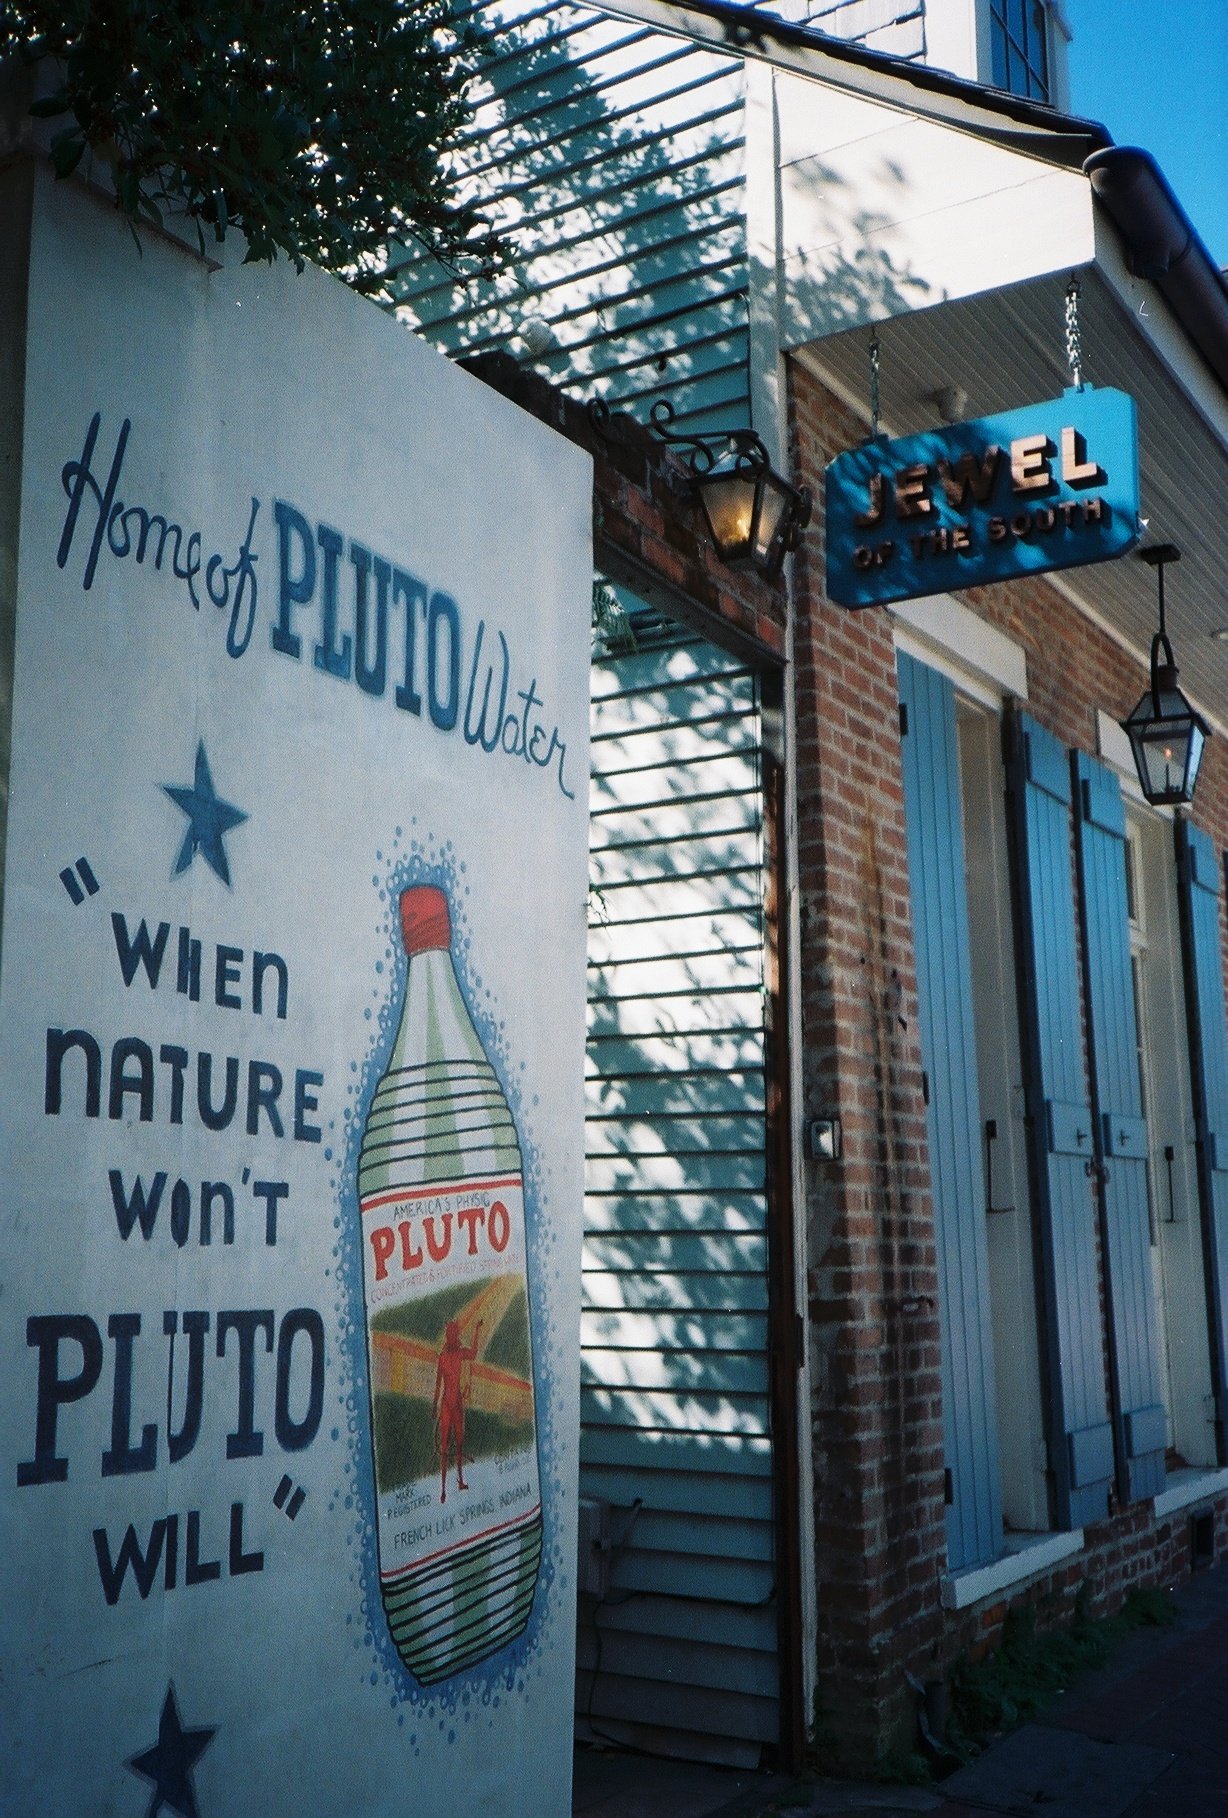 Home of PLUTO Water
"WHEN
NATURE
WON'T
PLUTO
WILL"
AMERICA'S PHYSIC
PLUTO
REGISTERED
FRENCH LICK SPRINGS, INDIANA
JEWEL
OF THE SOUTH